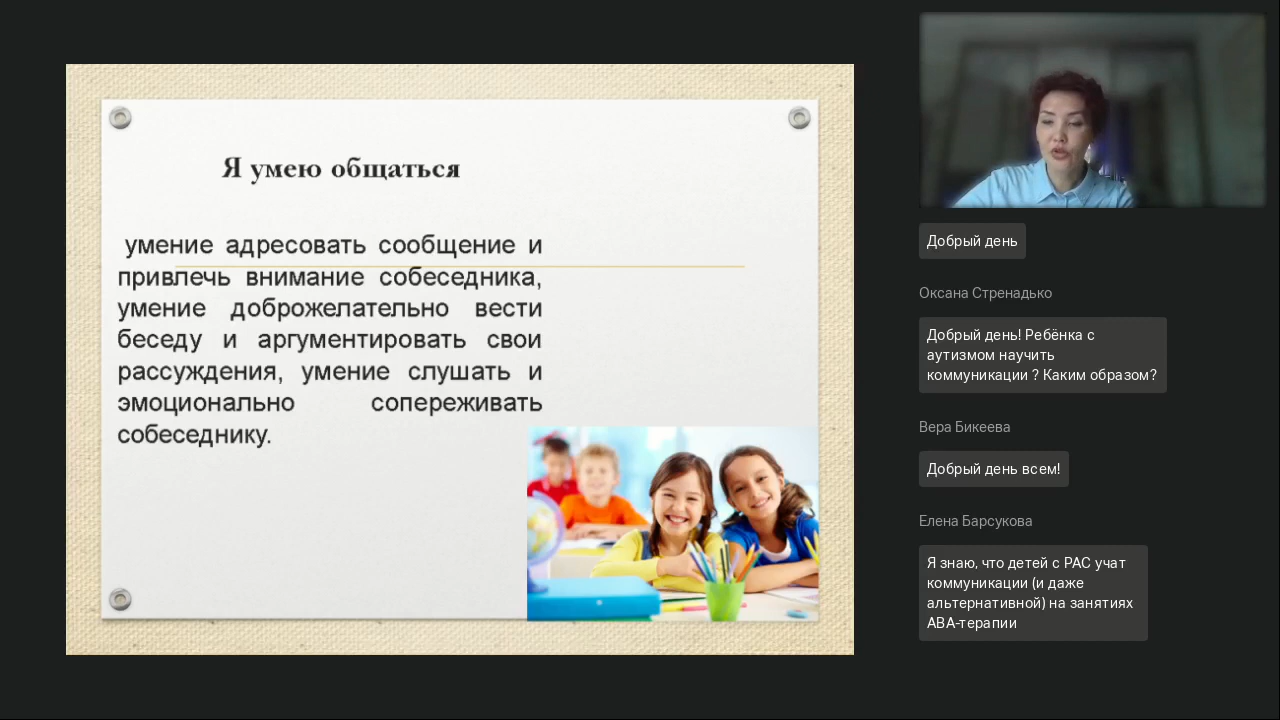 Я умею общаться
умение адресовать сообщение и
привлечь внимание собеседника,
умение доброжелательно вести
беседу и аргументировать свои
рассуждения, умение слушать и
эмоционально сопереживать
собеседнику.
Добрый день
Оксана Стренадько
Добрый день! Ребёнка с
аутизмом научить
коммуникации ? Каким образом?
Вера Бикеева
Добрый день всем!
Елена Барсукова
Я знаю, что детей с РАС учат
коммуникации (и даже
альтернативной) на занятиях
АВА-терапии